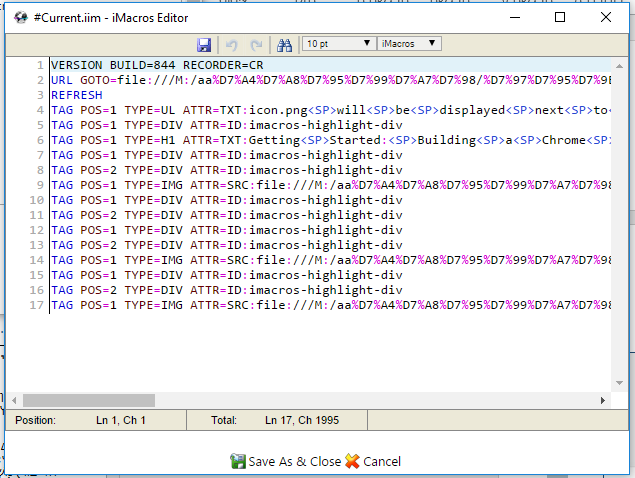 #Current.iim - iMacros Editor
10 pt iMacros
1 VERSION BUILD=844 RECORDER=CR
2 URL GOTO=file:///M:/aa%D7%A4%D7%A8%D7%95%D7%99%D7%A7%D7%98/%D7%97%D7%95%D7%9E
3 REFRESH
4 TAG POS=1 TYPE=UL ATTR=TXT:icon.png<SP>will<SP>be<SP>displayed<SP>next<SP>to<
5 TAG POS=1 TYPE=DIV ATTR=ID:imacros-highlight-div
6 TAG POS=1 TYPE=H1 ATTR=TXT:Getting<SP>Started:<SP>Building<SP>a<SP>Chrome<SP>
7 TAG POS=1 TYPE=DIV ATTR=ID:imacros-highlight-div
8 TAG POS=2 TYPE=DIV ATTR=ID:imacros-highlight-div
9 TAG POS=1 TYPE=IMG ATTR=SRC:file:///M:/aa%D7%A4%D7%A8%D7%95%D7%99%D7%A7%D7%98
10 TAG POS=1 TYPE=DIV ATTR=ID:imacros-highlight-div
11 TAG POS=2 TYPE=DIV ATTR=ID:imacros-highlight-div
12 TAG POS=1 TYPE=DIV ATTR=ID:imacros-highlight-div
13 TAG POS=2 TYPE=DIV ATTR=ID:imacros-highlight-div
14 TAG POS=1 TYPE=IMG ATTR=SRC:file:///M:/aa%D7%A4%D7%A8%D7%95%D7%99%D7%A7%D7%98
15 TAG POS=1 TYPE=DIV ATTR=ID:imacros-highlight-div
16 TAG POS=2 TYPE=DIV ATTR=ID:imacros-highlight-div
17 TAG POS=1 TYPE=IMG ATTR=SRC:file:///M:/aa%D7%A4%D7%A8%D7%95%D7%99%D7%A7%D7%98
Position: Ln 1, Ch 1 Total: Ln 17, Ch 1995
Save As & Close Cancel